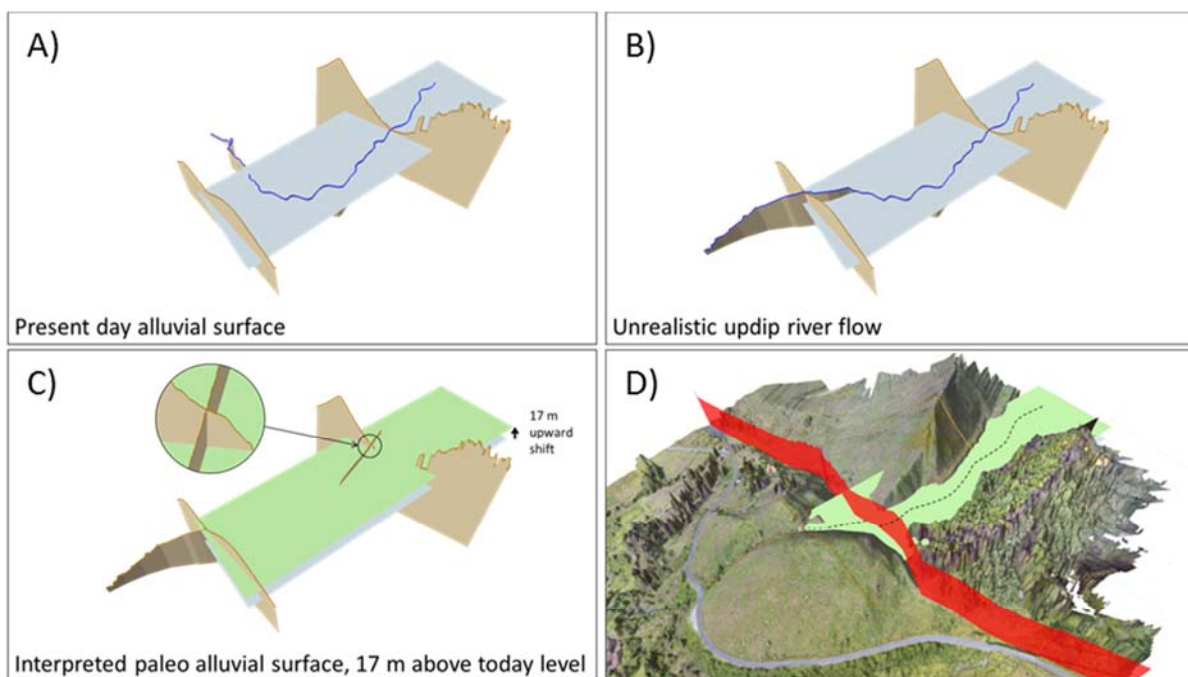 A)
B)
Present day alluvial surface
Unrealistic updip river flow
C)
17 m
upward
shift
D)
Interpreted paleo alluvial surface, 17 m above today level